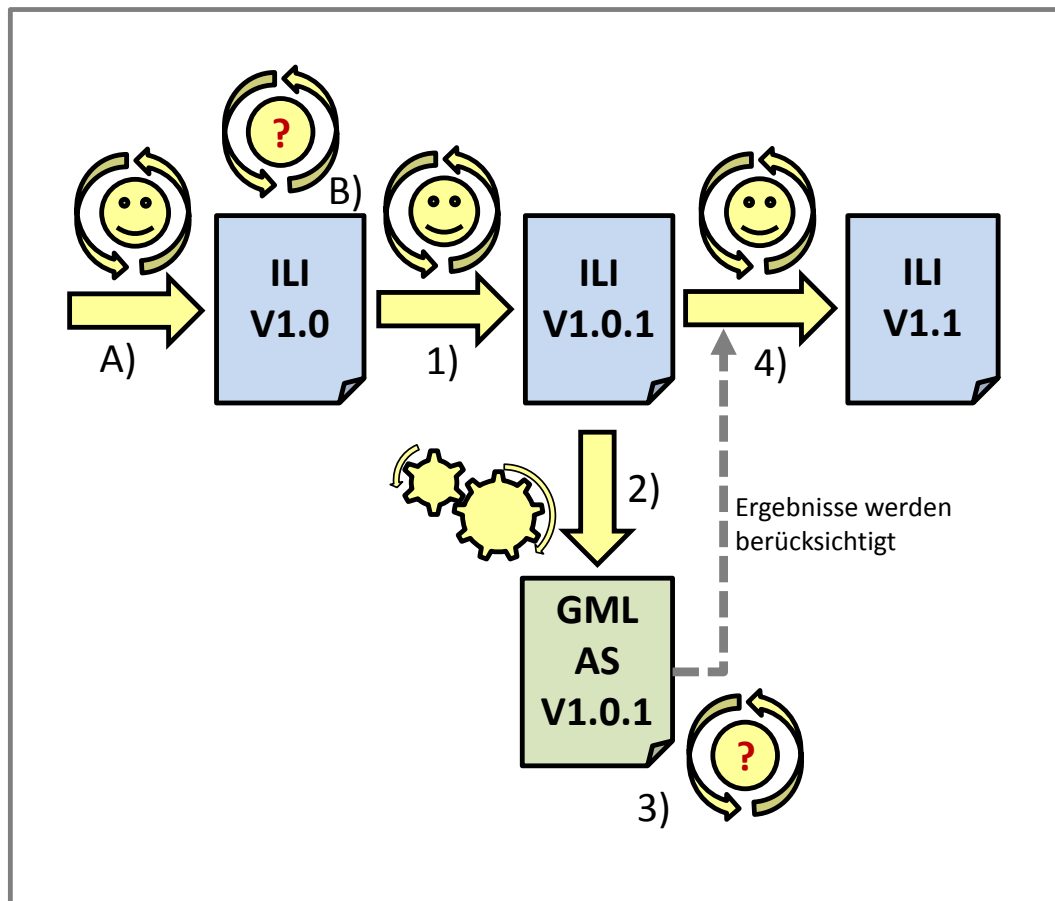 ?
B)
ILI
V1.0
ILI
V1.0.1
ILI
V1.1
A)
1)
4)
2)
Ergebnisse werden
berücksichtigt
GML
AS
V1.0.1
?
3)